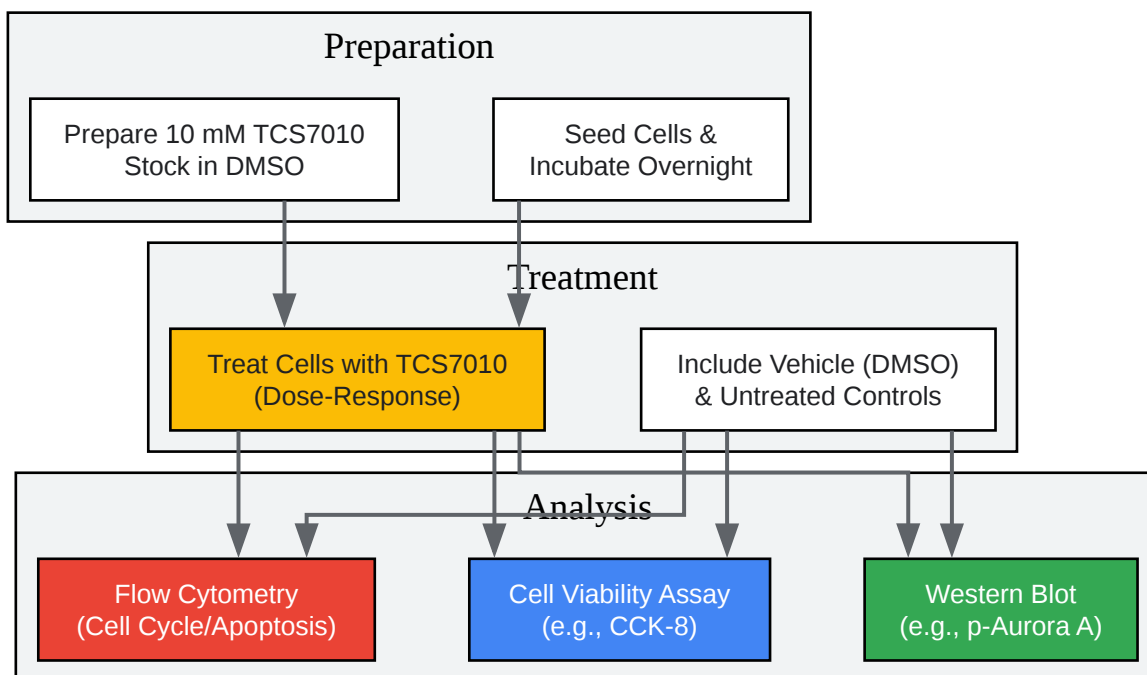 Preparation
Prepare 10 mM TCS7010
Stock in DMSO
Seed Cells &
Incubate Overnight
Treatment
Treat Cells with TCS7010
(Dose-Response)
Include Vehicle (DMSO)
& Untreated Controls
Analysis
Flow Cytometry
(Cell Cycle/Apoptosis)
Cell Viability Assay
(e.g., CCK-8)
Western Blot
(e.g., p-Aurora A)